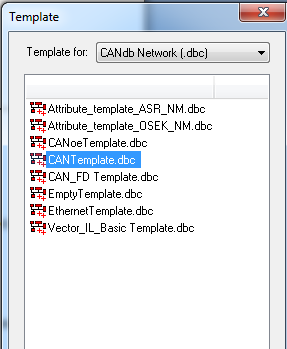 Template
Template for: CANdb Network (.dbc)
Attribute_template_ASR_NM.dbc
Attribute_template_OSEK_NM.dbc
CANoeTemplate.dbc
CANTemplate.dbc
CAN_FD Template.dbc
EmptyTemplate.dbc
EthernetTemplate.dbc
Vector_IL_Basic Template.dbc